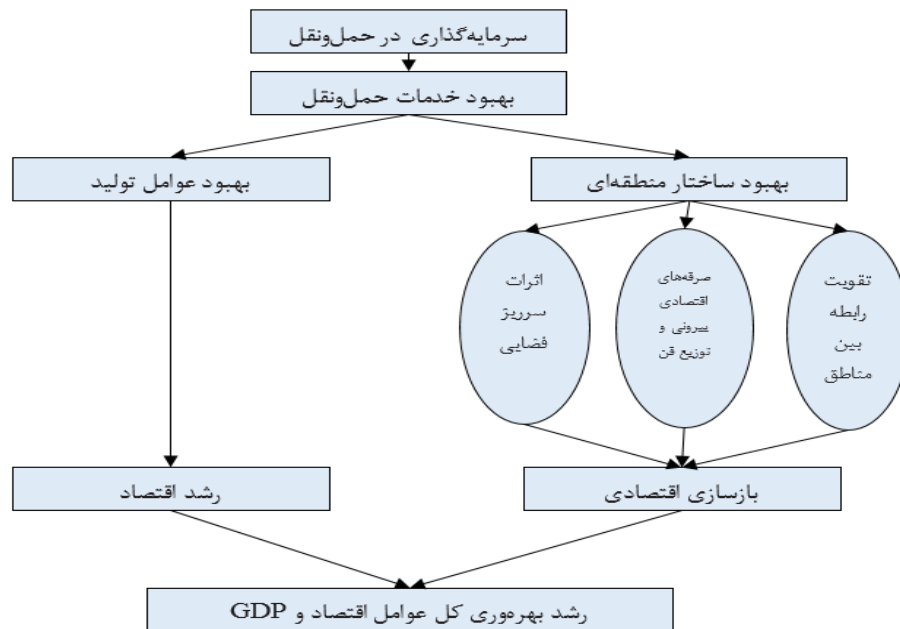 سرمایه‌گذاری در حمل‌ونقل
بهبود خدمات حمل‌ونقل
بهبود ساختار منطقه‌ای
بهبود عوامل تولید
تقویت
رابطه
بین
مناطق
صرفه‌های
اقتصادی
بیرونی و
توزیع فن
اثرات
سرریز
فضایی
بازسازی اقتصادی
رشد اقتصاد
رشد بهره‌وری کل عوامل اقتصاد و GDP